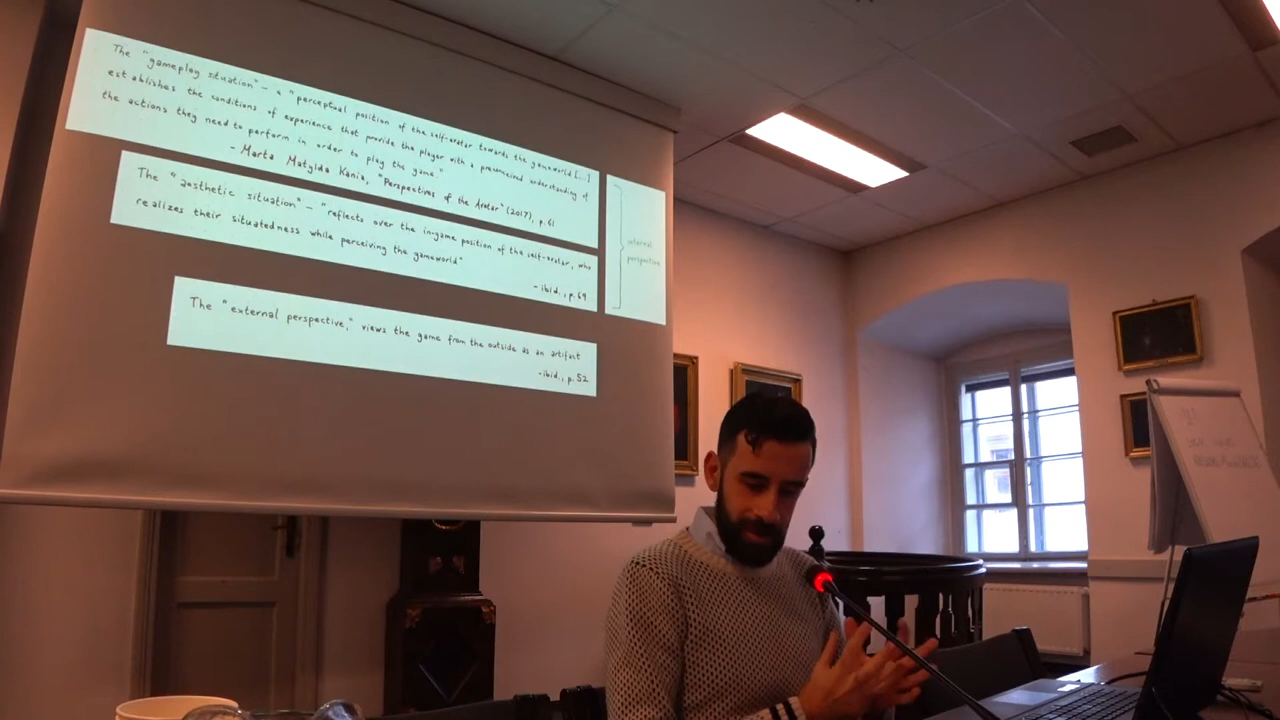 The "gameplay situation" – a "perceptual position of the self-avatar towards the gameworld [...]
establishes the conditions of experience that provide the player with a preconceived understanding of
the actions they need to perform in order to play the game."
- Marta Matylda Kania, "Perspectives of the Avatar" (2017), p. 61
The "aesthetic situation" – "reflects over the in-game position of the self-avatar, who
realizes their situatedness while perceiving the gameworld"
- ibid., p. 69
internal
perspective
The "external perspective," views the game from the outside as an artifact
-ibid., p. 52